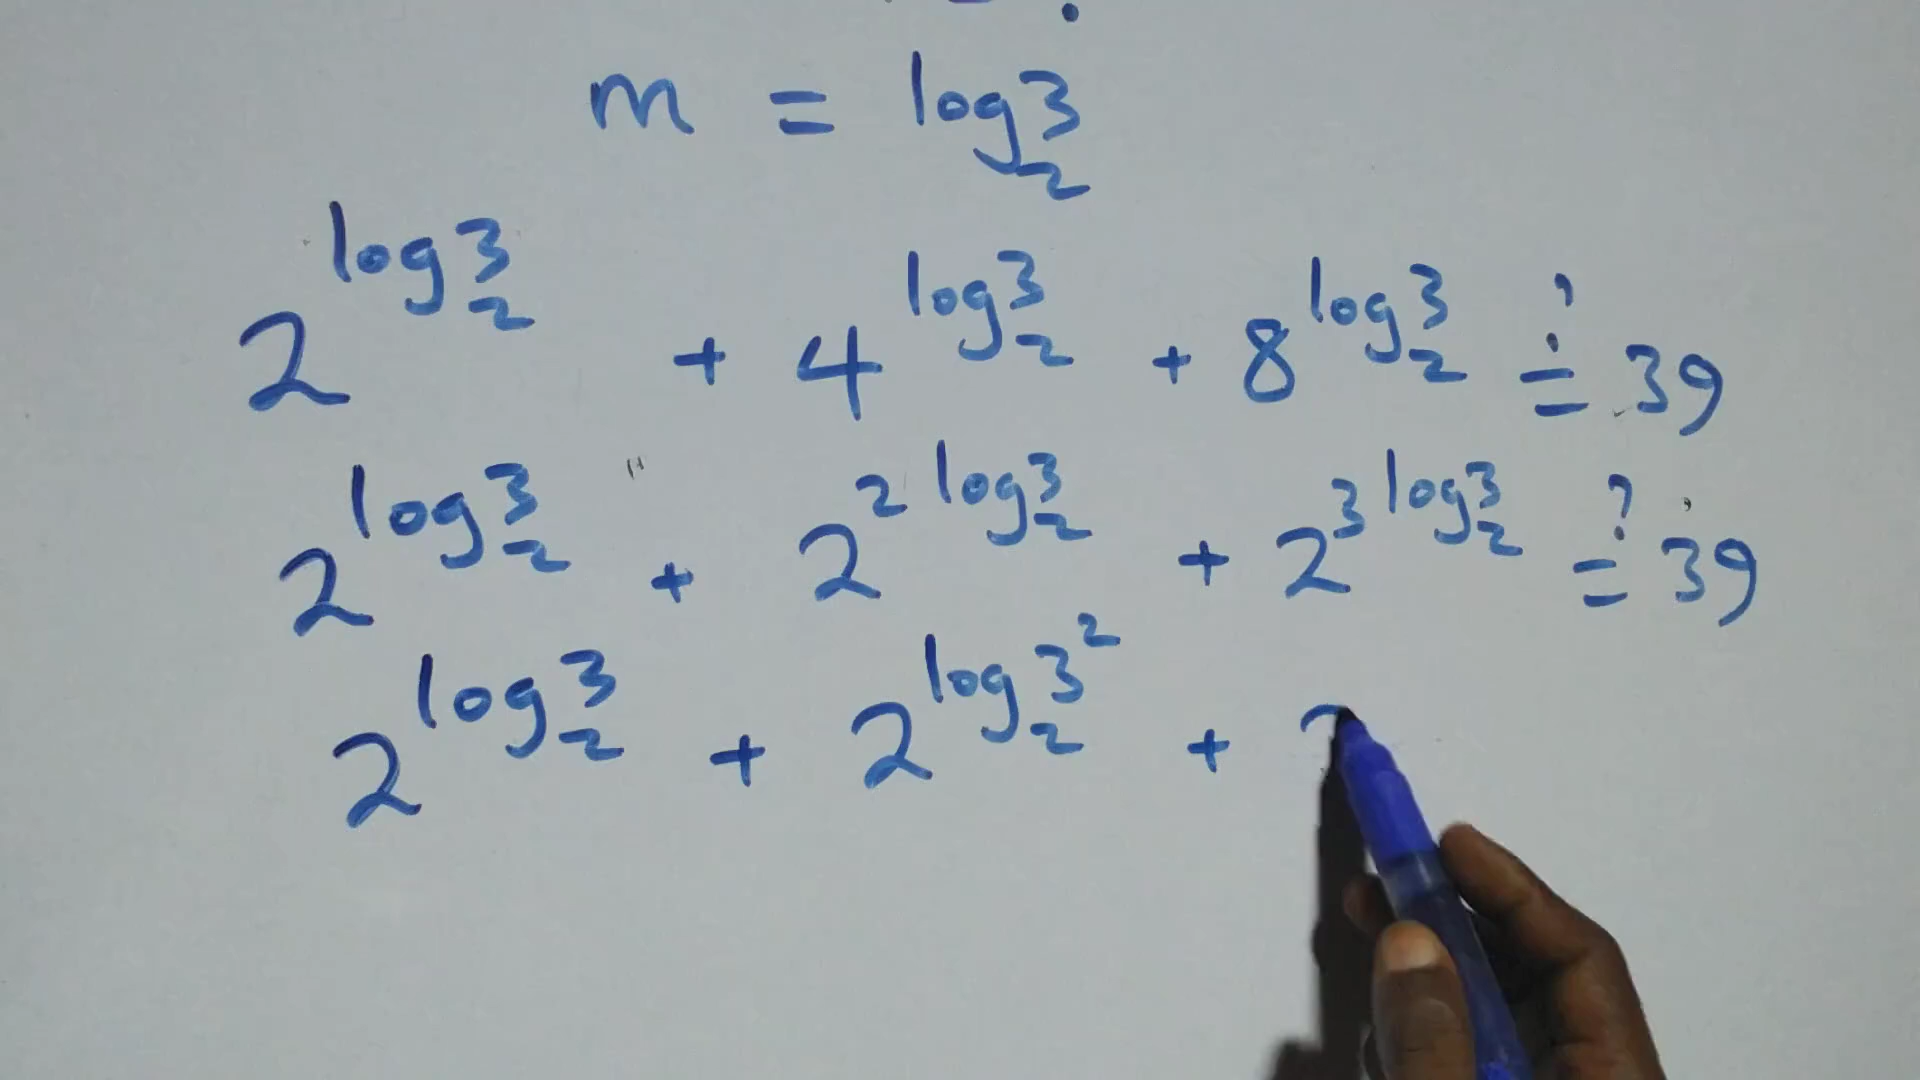 m = log₂3
2^(log₂3) + 4^(log₂3) + 8^(log₂3) =? 39
2^(log₂3) + 2^(2 log₂3) + 2^(3 log₂3) =? 39
2^(log₂3) + 2^(log₂3²) + 2